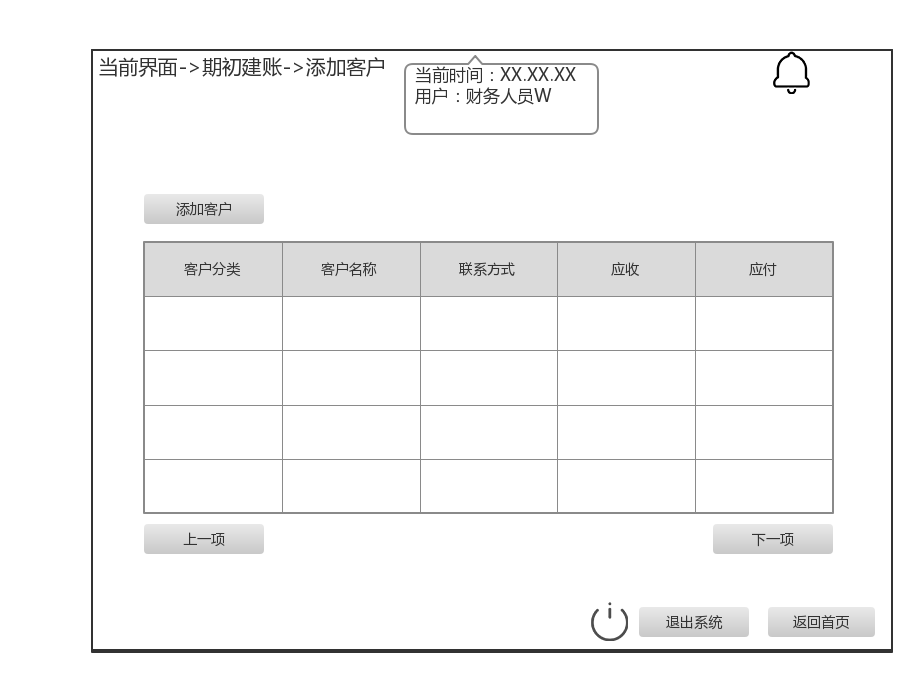 当前界面->期初建账->添加客户
当前时间：XX.XX.XX
用户：财务人员W
添加客户
客户分类 客户名称 联系方式 应收 应付
上一项 下一项
退出系统 返回首页